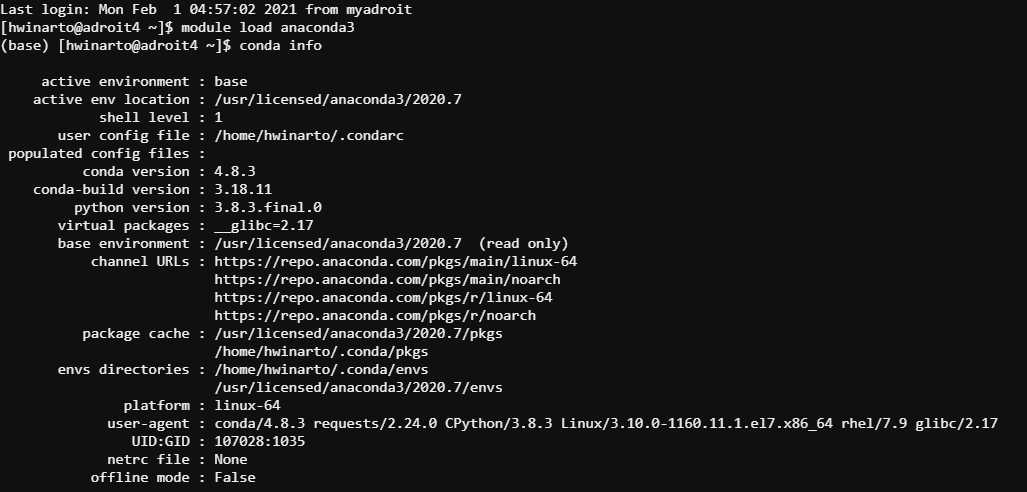 Last login: Mon Feb  1 04:57:02 2021 from myadroit
[hwinarto@adroit4 ~]$ module load anaconda3
(base) [hwinarto@adroit4 ~]$ conda info
active environment : base
active env location : /usr/licensed/anaconda3/2020.7
shell level : 1
user config file : /home/hwinarto/.condarc
populated config files :
conda version : 4.8.3
conda-build version : 3.18.11
python version : 3.8.3.final.0
virtual packages : __glibc=2.17
base environment : /usr/licensed/anaconda3/2020.7  (read only)
channel URLs : https://repo.anaconda.com/pkgs/main/linux-64
https://repo.anaconda.com/pkgs/main/noarch
https://repo.anaconda.com/pkgs/r/linux-64
https://repo.anaconda.com/pkgs/r/noarch
package cache : /usr/licensed/anaconda3/2020.7/pkgs
/home/hwinarto/.conda/pkgs
envs directories : /home/hwinarto/.conda/envs
/usr/licensed/anaconda3/2020.7/envs
platform : linux-64
user-agent : conda/4.8.3 requests/2.24.0 CPython/3.8.3 Linux/3.10.0-1160.11.1.el7.x86_64 rhel/7.9 glibc/2.17
UID:GID : 107028:1035
netrc file : None
offline mode : False